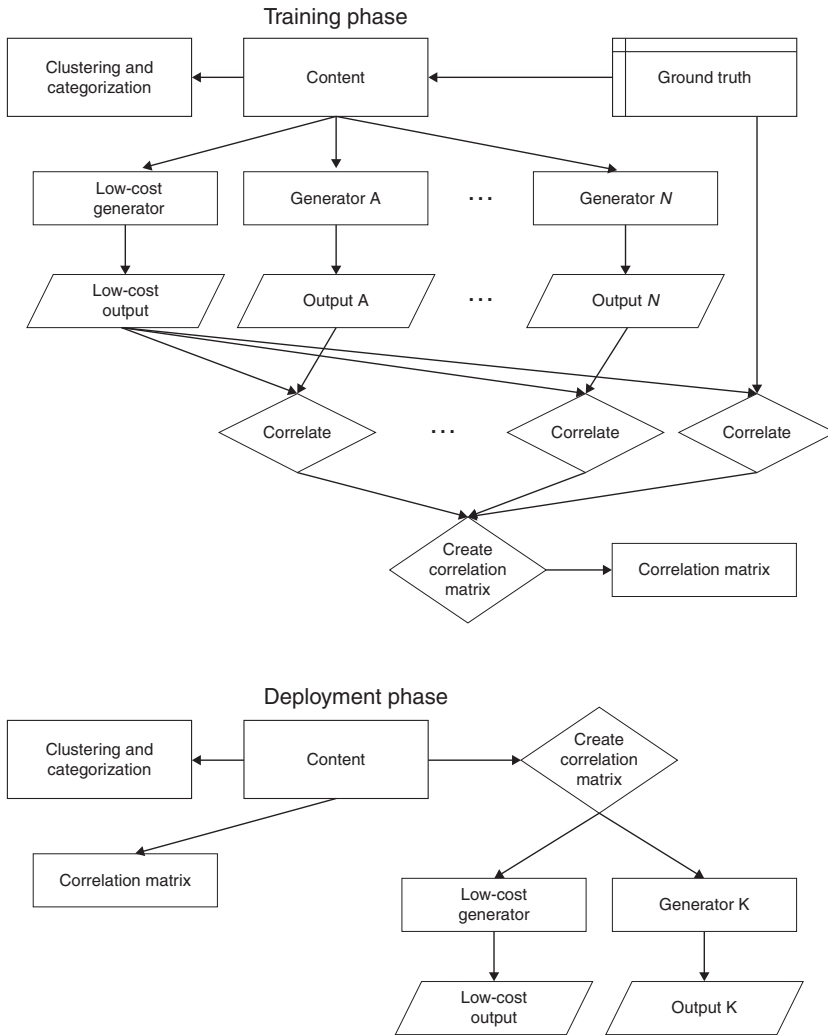 Training phase
Clustering and
categorization
Content
Ground truth
Low-cost
generator
Generator A
...
Generator N
Low-cost
output
Output A
...
Output N
Correlate
...
Correlate
Correlate
Create
correlation
matrix
Correlation matrix
Deployment phase
Clustering and
categorization
Content
Create
correlation
matrix
Correlation matrix
Low-cost
generator
Generator K
Low-cost
output
Output K